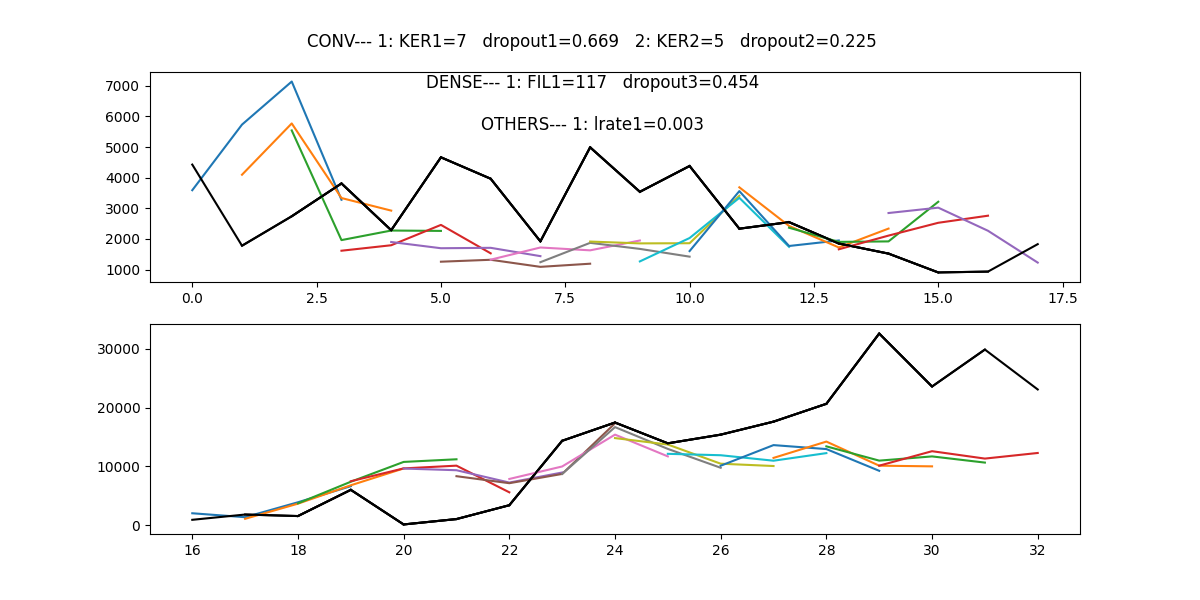 CONV--- 1: KER1=7 dropout1=0.669 2: KER2=5 dropout2=0.225
DENSE--- 1: FIL1=117 dropout3=0.454
OTHERS--- 1: lrate1=0.003
7000
6000
5000
4000
3000
2000
1000
0.0 2.5 5.0 7.5 10.0 12.5 15.0 17.5
30000
20000
10000
0
16 18 20 22 24 26 28 30 32